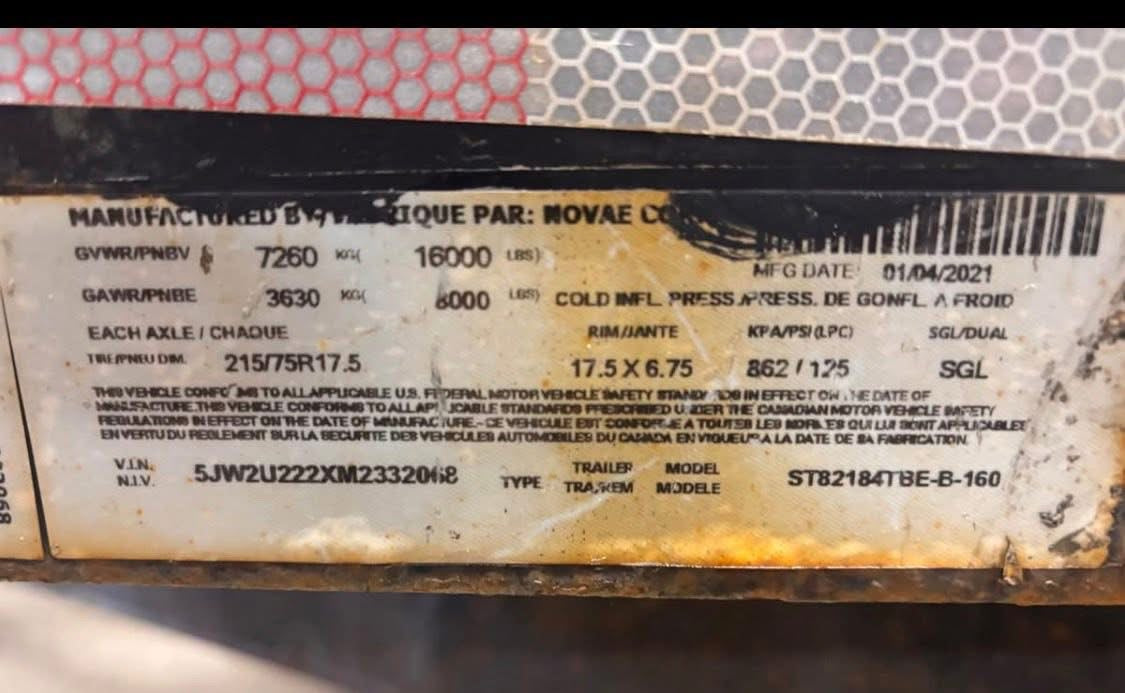 MANUFACTURED BY/ RIQUE PAR: NOVAE
GVWR/PNBV 7260 KG( 16000 LBS)
MFG DATE: 01/04/2021
GAWR/PNBE 3630 KG( 8000 LBS) COLD INFL. PRESS./PRESS. DE GONFL. A FROID
EACH AXLE / CHAQUE RIM/JANTE KPA/PSI(LPC) SGL/DUAL
TIRE/PNEU DIM. 215/75R17.5 17.5 X 6.75 862 / 125 SGL
THIS VEHICLE CONFORMS TO ALL APPLICABLE U.S. FEDERAL MOTOR VEHICLE SAFETY STANDARDS IN EFFECT ON THE DATE OF
MANUFACTURE.THIS VEHICLE CONFORMS TO ALL APPLICABLE STANDARDS PRESCRIBED UNDER THE CANADIAN MOTOR VEHICLE SAFETY
REGULATIONS IN EFFECT ON THE DATE OF MANUFACTURE.-CE VEHICULE EST CONFORME A TOUTES LES NORMES QUI LUI SONT APPLICABLES
EN VERTU DU REGLEMENT SUR LA SECURITE DES VEHICULES AUTOMOBILES DU CANADA EN VIGUEUR A LA DATE DE SA FABRICATION.
V.I.N. 5JW2U222XM2332068 TYPE TRAILER MODEL ST82184TBE-B-160
N.I.V. TRA/REM MODELE